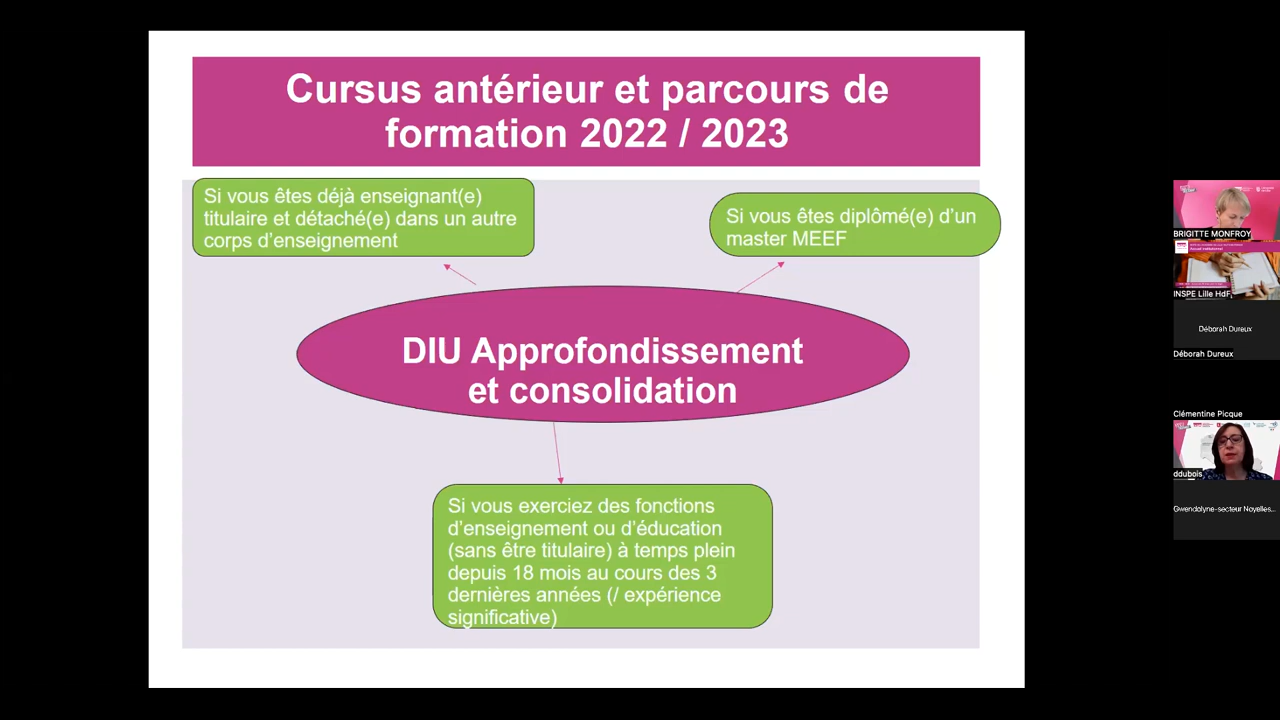 Cursus antérieur et parcours de
formation 2022 / 2023
Si vous êtes déjà enseignant(e)
titulaire et détaché(e) dans un autre
corps d'enseignement
Si vous êtes diplômé(e) d'un
master MEEF
DIU Approfondissement
et consolidation
Si vous exerciez des fonctions
d'enseignement ou d'éducation
(sans être titulaire) à temps plein
depuis 18 mois au cours des 3
dernières années (/ expérience
significative)
BRIGITTE MONFROY
INSPE Lille HdF
Déborah Dureux
Déborah Dureux
Clémentine Picque
ddubois
Gwendolyne-secteur Noyelles...